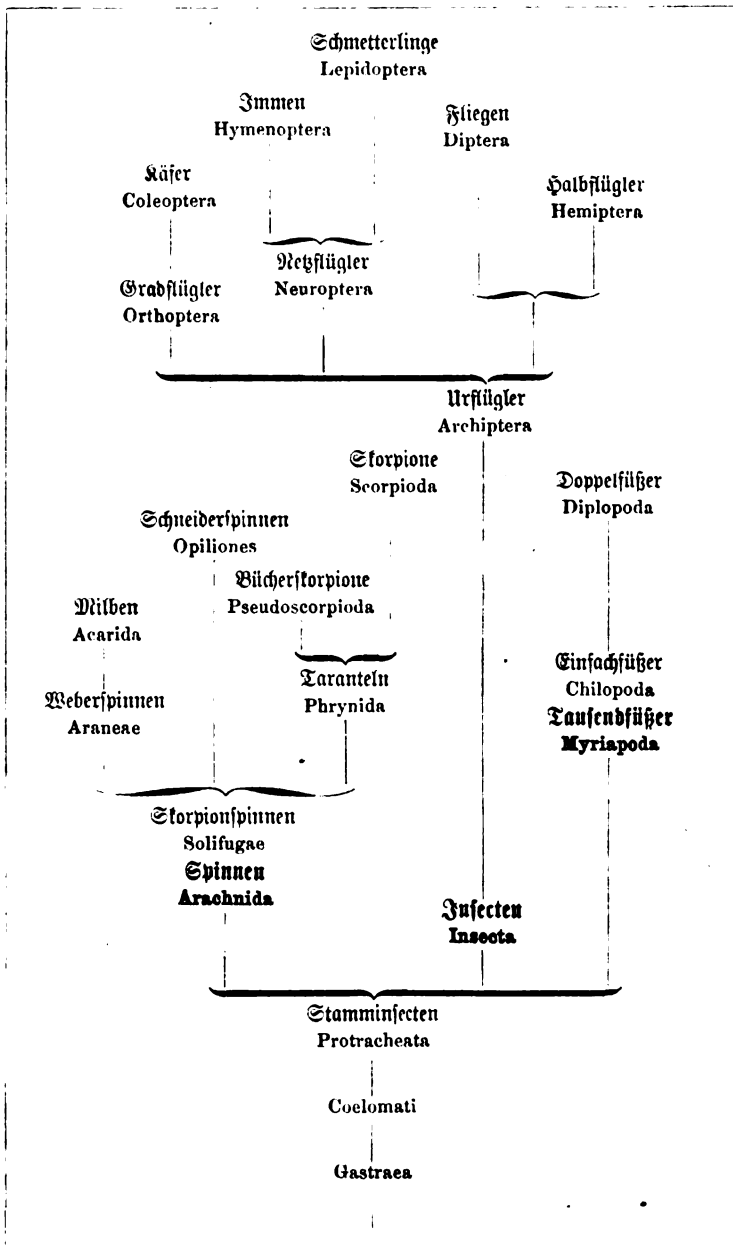 Schmetterlinge
Lepidoptera
Immen
Hymenoptera
Fliegen
Diptera
Käfer
Coleoptera
Halbflügler
Hemiptera
Netzflügler
Neuroptera
Gradflügler
Orthoptera
Urflügler
Archiptera
Skorpione
Scorpioda
Doppelfüßer
Diplopoda
Schneiderspinnen
Opiliones
Bücherskorpione
Pseudoscorpioda
Milben
Acarida
Einfachfüßer
Chilopoda
Taranteln
Phrynida
Weberspinnen
Araneae
Tausendfüßer
Myriapoda
Skorpionspinnen
Solifugae
Spinnen
Arachnida
Insecten
Insecta
Stamminsecten
Protracheata
Coelomati
Gastraea